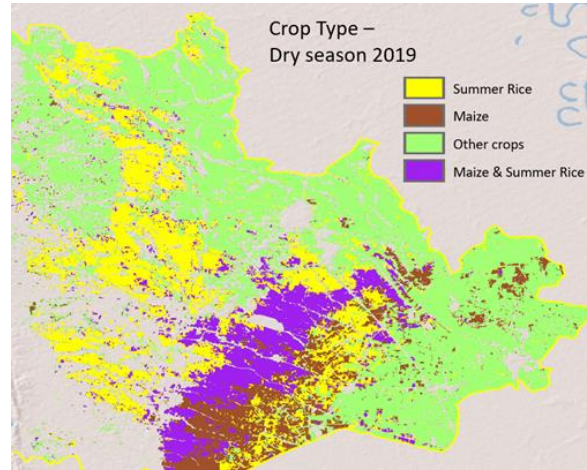 Crop Type –
Dry season 2019
Summer Rice
Maize
Other crops
Maize & Summer Rice